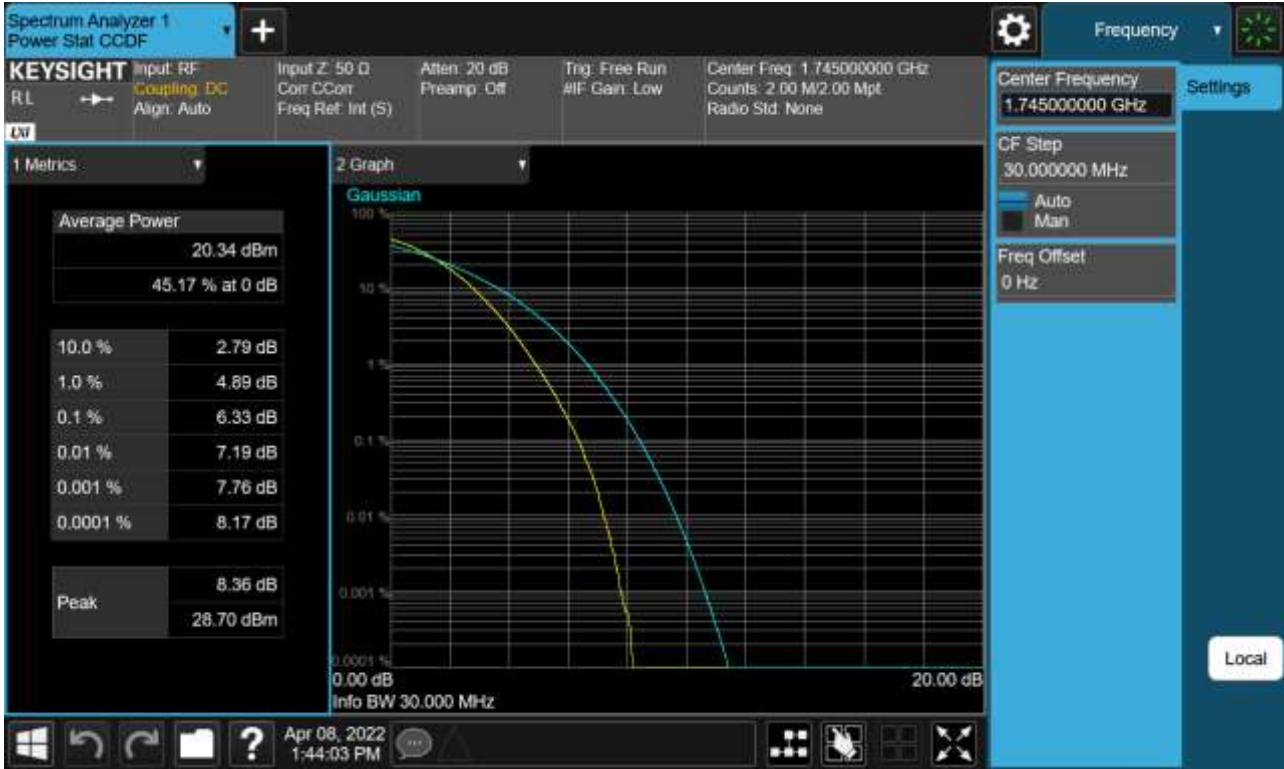 Spectrum Analyzer 1
Power Stat CCDF
Frequency
KEYSIGHT
RL
LXI
Input: RF
Coupling: DC
Align: Auto
Input Z: 50 Ω
Corr CCorr
Freq Ref: Int (S)
Atten: 20 dB
Preamp: Off
Trig: Free Run
#IF Gain: Low
Center Freq: 1.745000000 GHz
Counts: 2.00 M/2.00 Mpt
Radio Std: None
Center Frequency
1.745000000 GHz
Settings
CF Step
30.000000 MHz
Auto
Man
Freq Offset
0 Hz
Local
1 Metrics
Average Power
20.34 dBm
45.17 % at 0 dB
10.0 % 2.79 dB
1.0 % 4.89 dB
0.1 % 6.33 dB
0.01 % 7.19 dB
0.001 % 7.76 dB
0.0001 % 8.17 dB
Peak
8.36 dB
28.70 dBm
2 Graph
Gaussian
100 %
10 %
1 %
0.1 %
0.01 %
0.001 %
0.0001 %
0.00 dB 20.00 dB
Info BW 30.000 MHz
?
Apr 08, 2022
1:44:03 PM